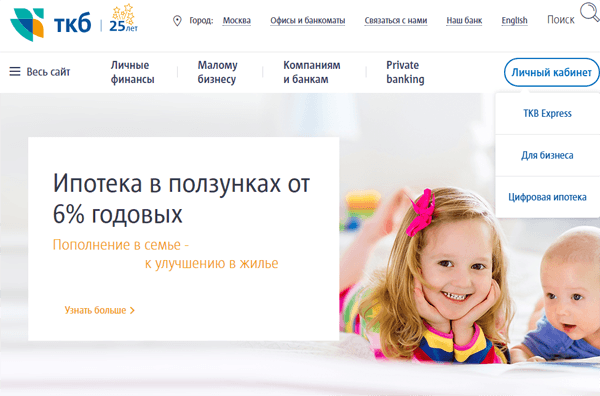 ткб 25 лет
Город: Москва Офисы и банкоматы Связаться с нами Наш банк English Поиск
Весь сайт
Личные финансы
Малому бизнесу
Компаниям и банкам
Private banking
Личный кабинет
TKB Express
Для бизнеса
Цифровая ипотека
Ипотека в ползунках от
6% годовых
Пополнение в семье -
к улучшению в жилье
Узнать больше